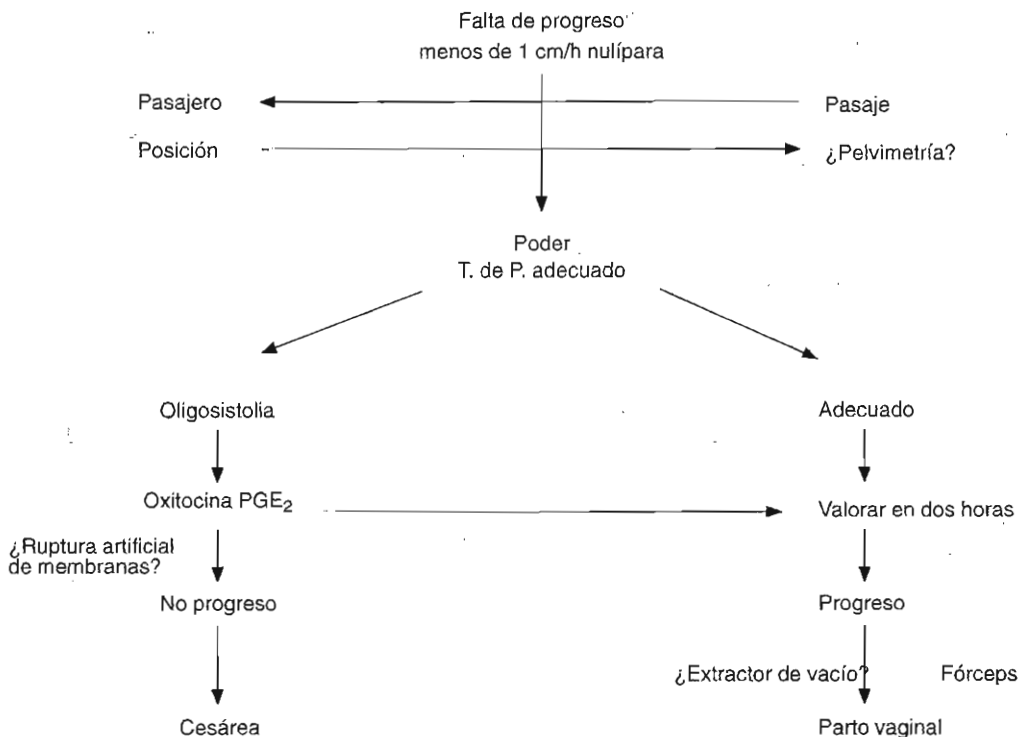 Falta de progreso
menos de 1 cm/h nulípara
Pasajero
Pasaje
Posición
¿Pelvimetría?
Poder
T. de P. adecuado
Oligosistolia
Adecuado
Oxitocina PGE₂
Valorar en dos horas
¿Ruptura artificial
de membranas?
No progreso
Progreso
¿Extractor de vacío?
Fórceps
Cesárea
Parto vaginal